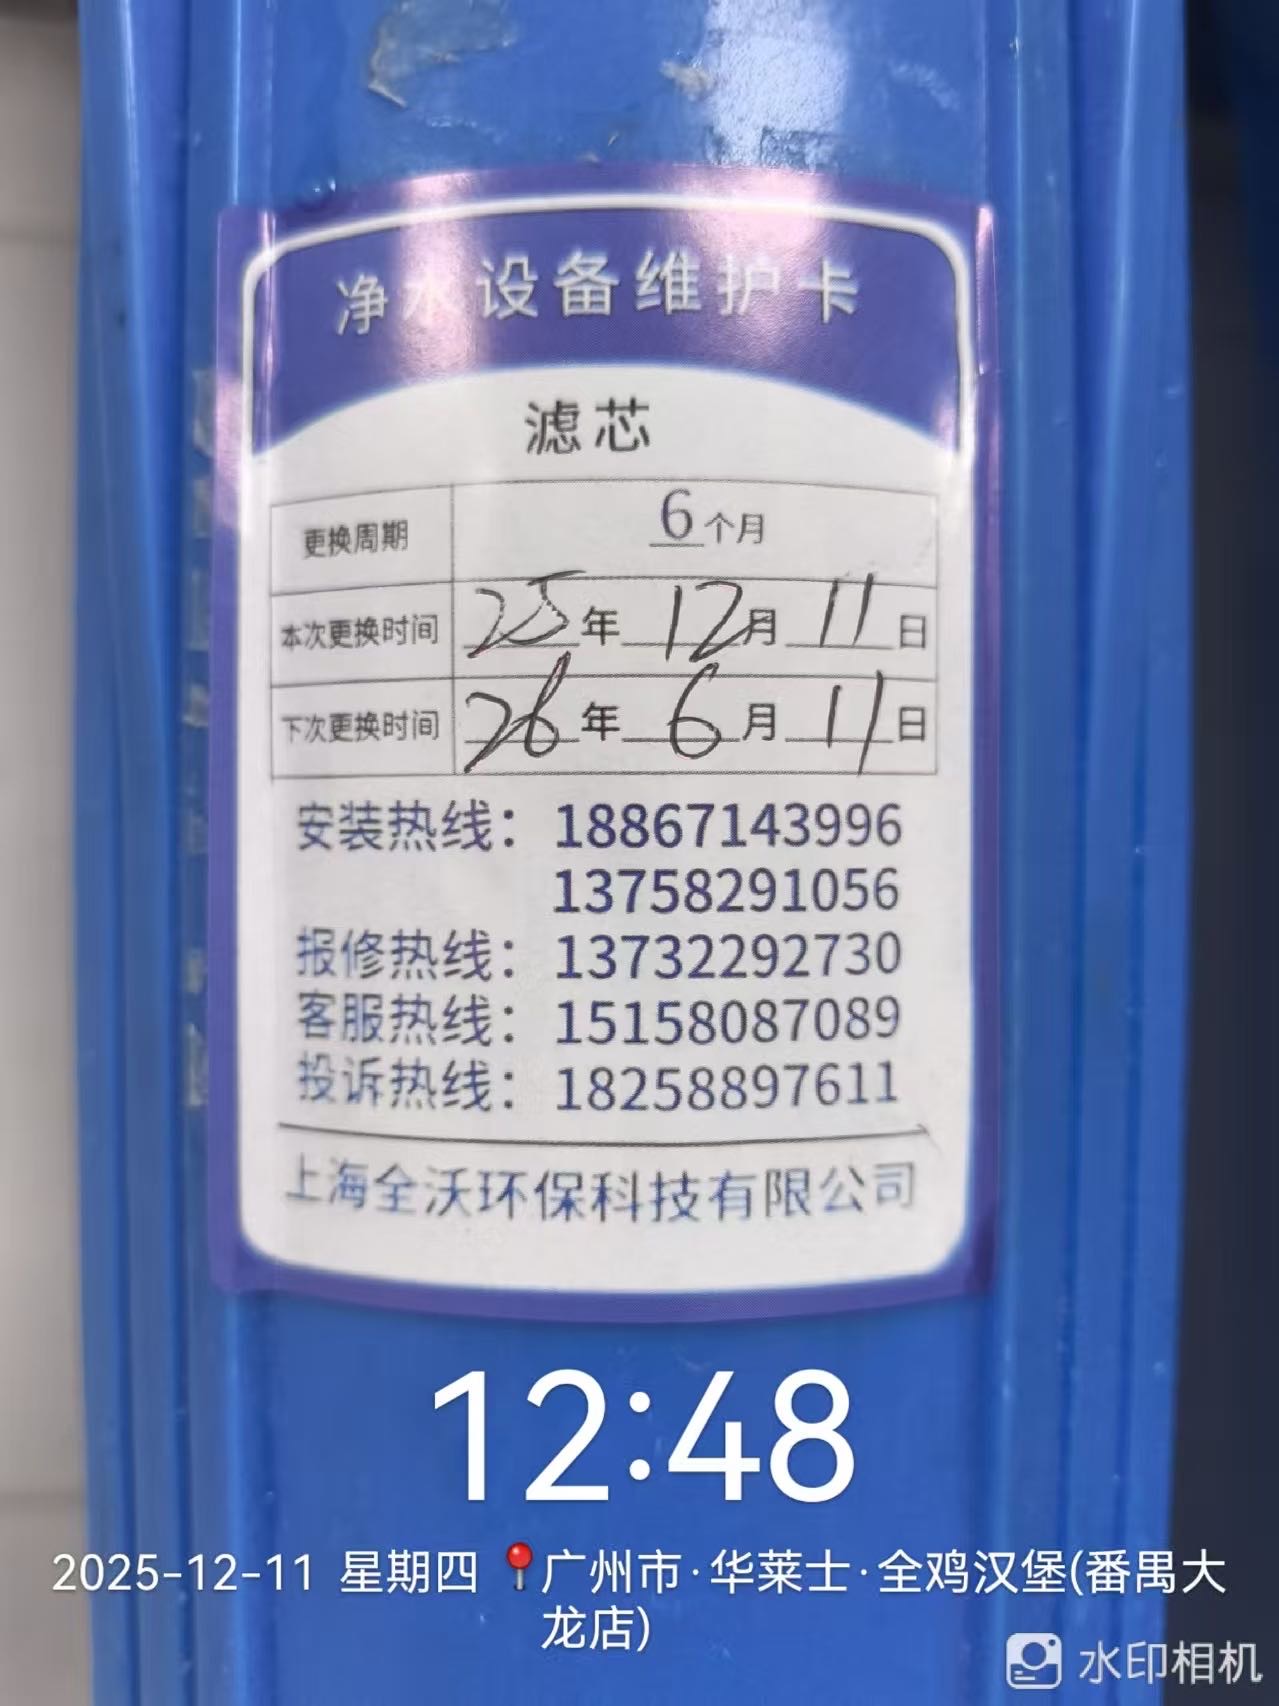 净水设备维护卡
滤芯
更换周期 6个月
本次更换时间 25年12月11日
下次更换时间 26年6月11日
安装热线：18867143996
13758291056
报修热线：13732292730
客服热线：15158087089
投诉热线：18258897611
上海全沃环保科技有限公司
12:48
2025-12-11 星期四 📍广州市·华莱士·全鸡汉堡(番禺大
龙店)
水印相机